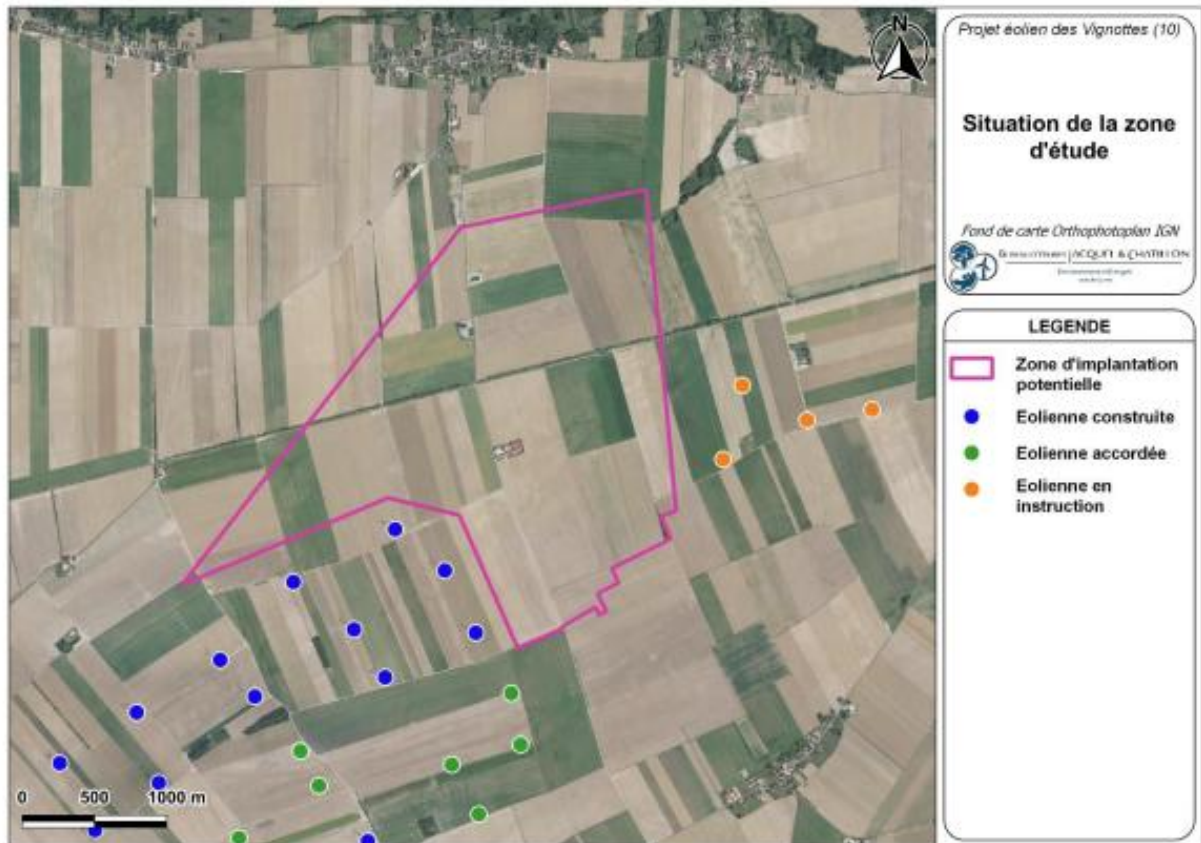 N
0 500 1000 m
Projet éolien des Vignottes (10)
Situation de la zone
d'étude
Fond de carte Orthophotoplan IGN
JACQUEL & CHATILLON
LEGENDE
Zone d'implantation
potentielle
Eolienne construite
Eolienne accordée
Eolienne en
instruction